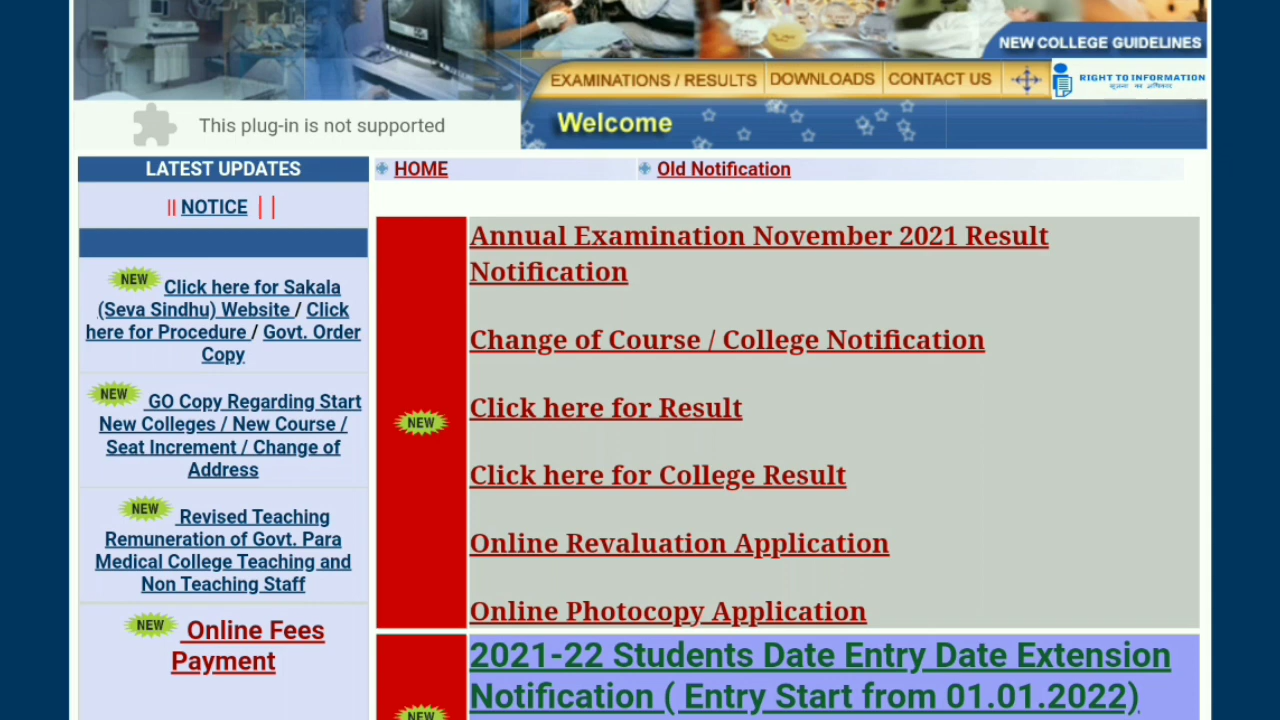 NEW COLLEGE GUIDELINES
EXAMINATIONS / RESULTS DOWNLOADS CONTACT US RIGHT TO INFORMATION
सूचना का अधिकार
This plug-in is not supported
Welcome
LATEST UPDATES
|| NOTICE ||
NEW Click here for Sakala
(Seva Sindhu) Website / Click
here for Procedure / Govt. Order
Copy
NEW GO Copy Regarding Start
New Colleges / New Course /
Seat Increment / Change of
Address
NEW Revised Teaching
Remuneration of Govt. Para
Medical College Teaching and
Non Teaching Staff
NEW Online Fees
Payment
HOME Old Notification
Annual Examination November 2021 Result
Notification
Change of Course / College Notification
Click here for Result
NEW
Click here for College Result
Online Revaluation Application
Online Photocopy Application
2021-22 Students Date Entry Date Extension
Notification ( Entry Start from 01.01.2022)
NEW